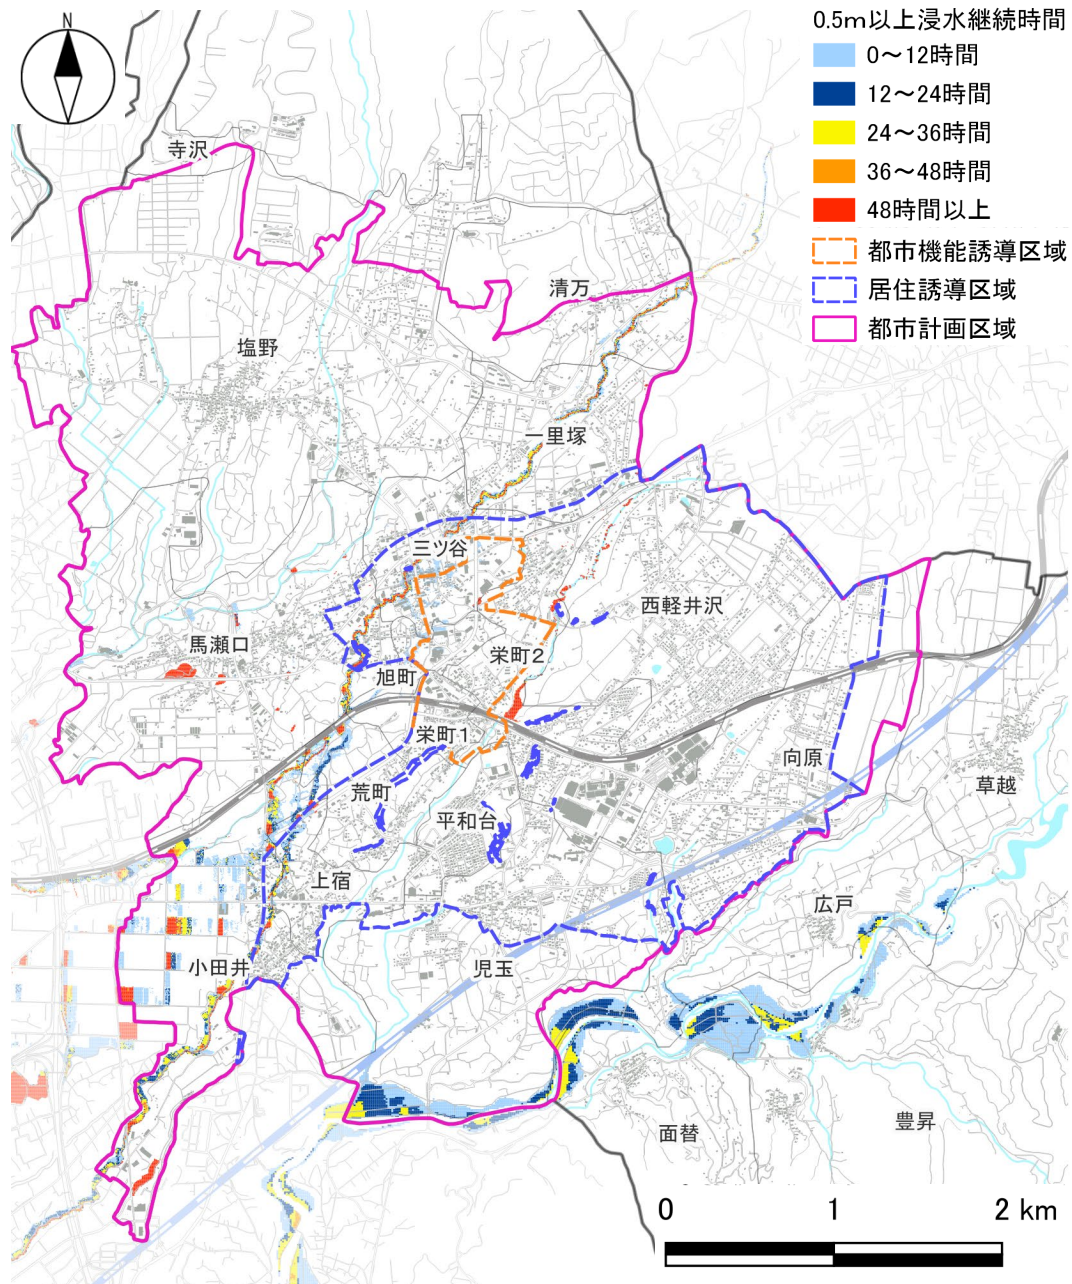 N
0.5m以上浸水継続時間
0～12時間
12～24時間
24～36時間
36～48時間
48時間以上
都市機能誘導区域
居住誘導区域
都市計画区域
寺沢
清万
塩野
一里塚
三ツ谷
西軽井沢
馬瀬口
栄町2
旭町
栄町1
向原
草越
荒町
平和台
上宿
広戸
小田井
児玉
面替
豊昇
0 1 2 km